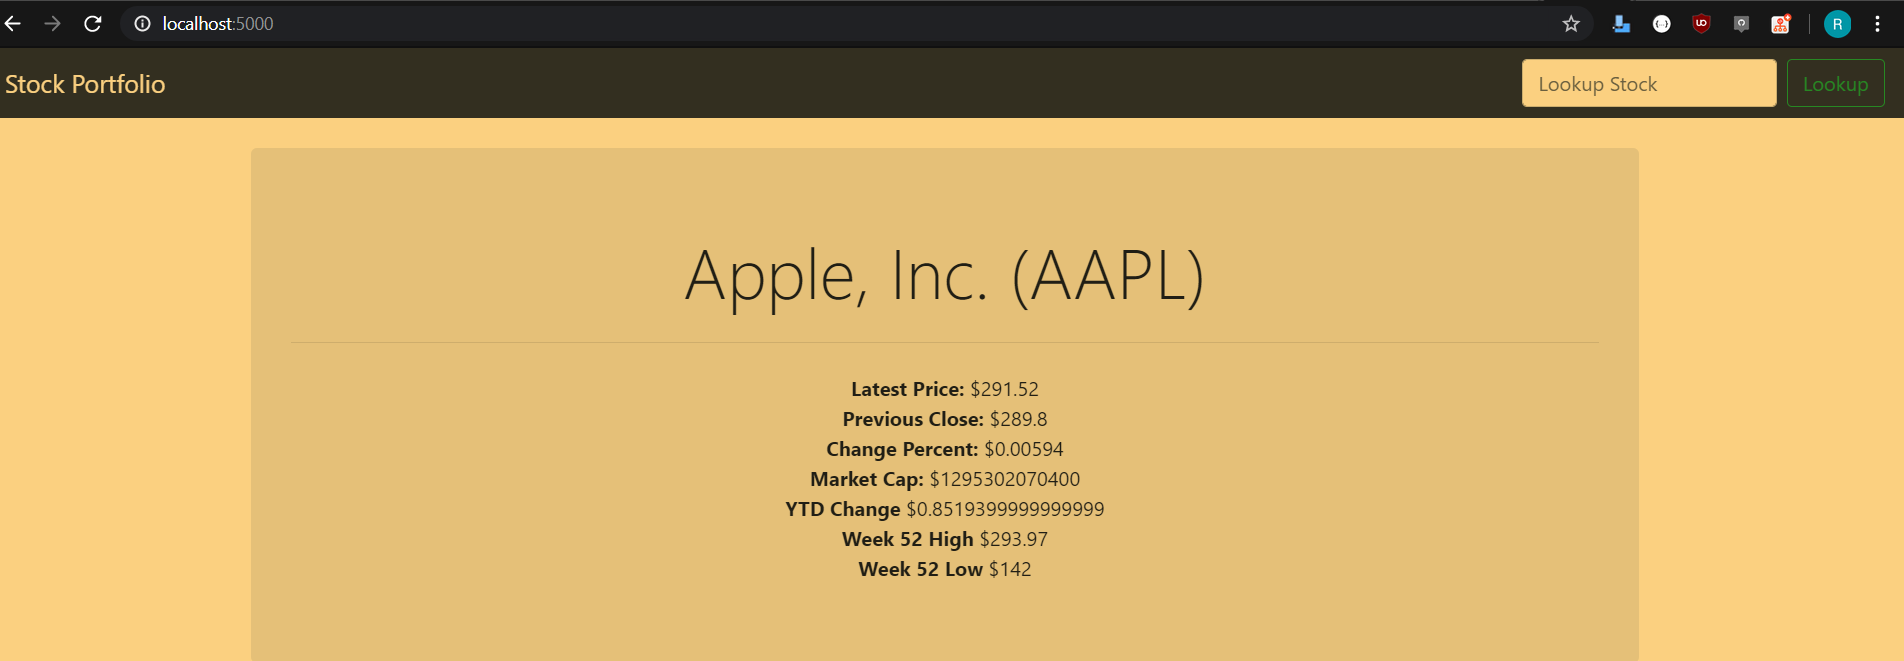 localhost:5000
R
Stock Portfolio
Lookup Stock
Lookup
Apple, Inc. (AAPL)
Latest Price: $291.52
Previous Close: $289.8
Change Percent: $0.00594
Market Cap: $1295302070400
YTD Change $0.8519399999999999
Week 52 High $293.97
Week 52 Low $142